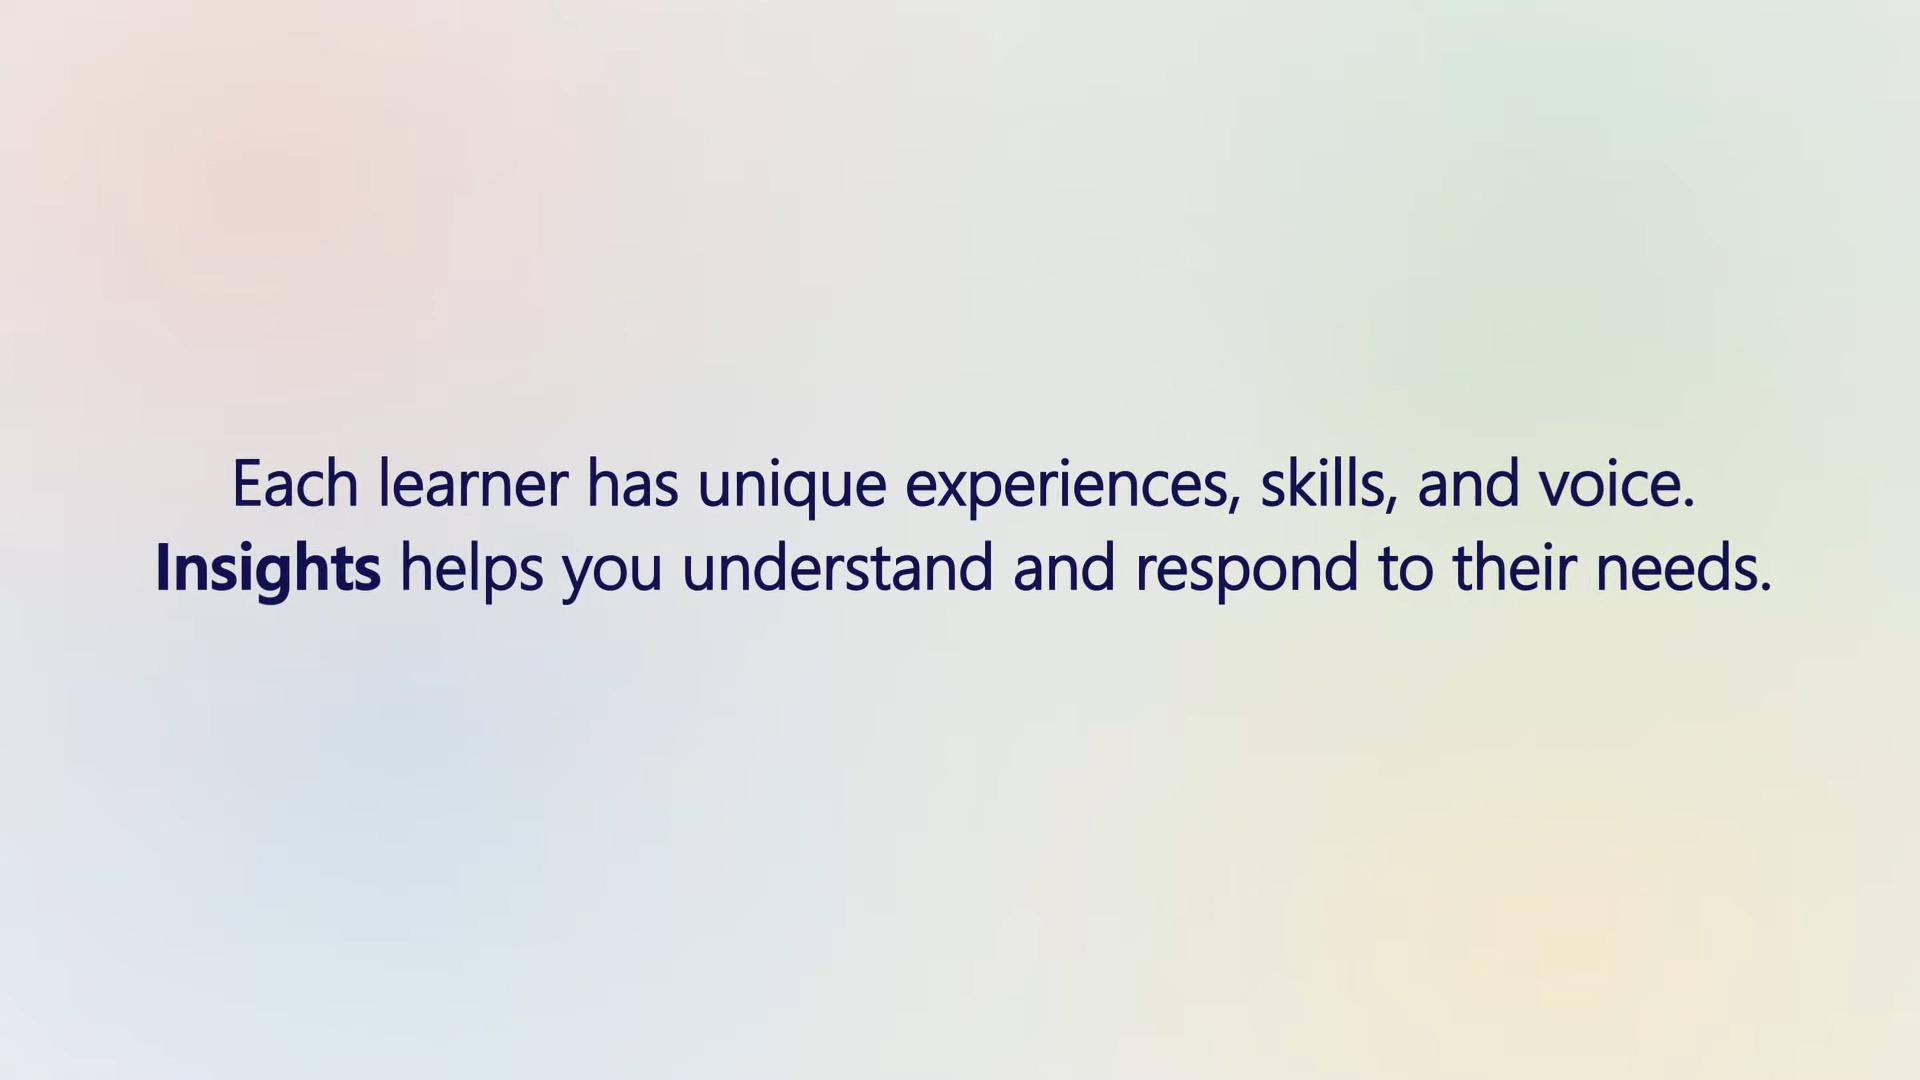 Each learner has unique experiences, skills, and voice.
Insights helps you understand and respond to their needs.